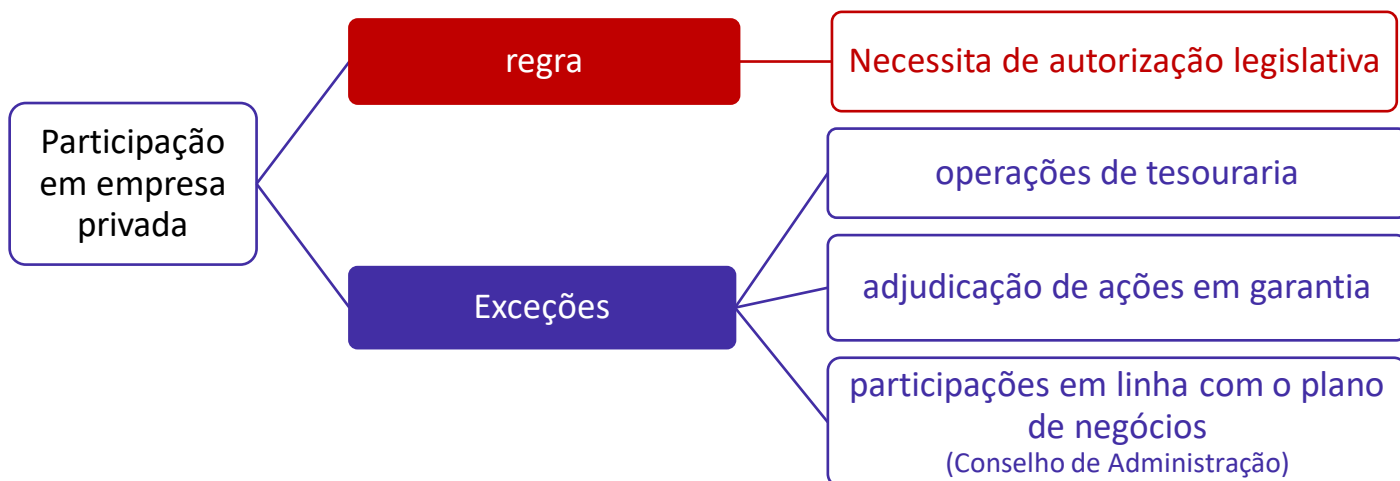 Participação
em empresa
privada
regra
Necessita de autorização legislativa
Exceções
operações de tesouraria
adjudicação de ações em garantia
participações em linha com o plano
de negócios
(Conselho de Administração)